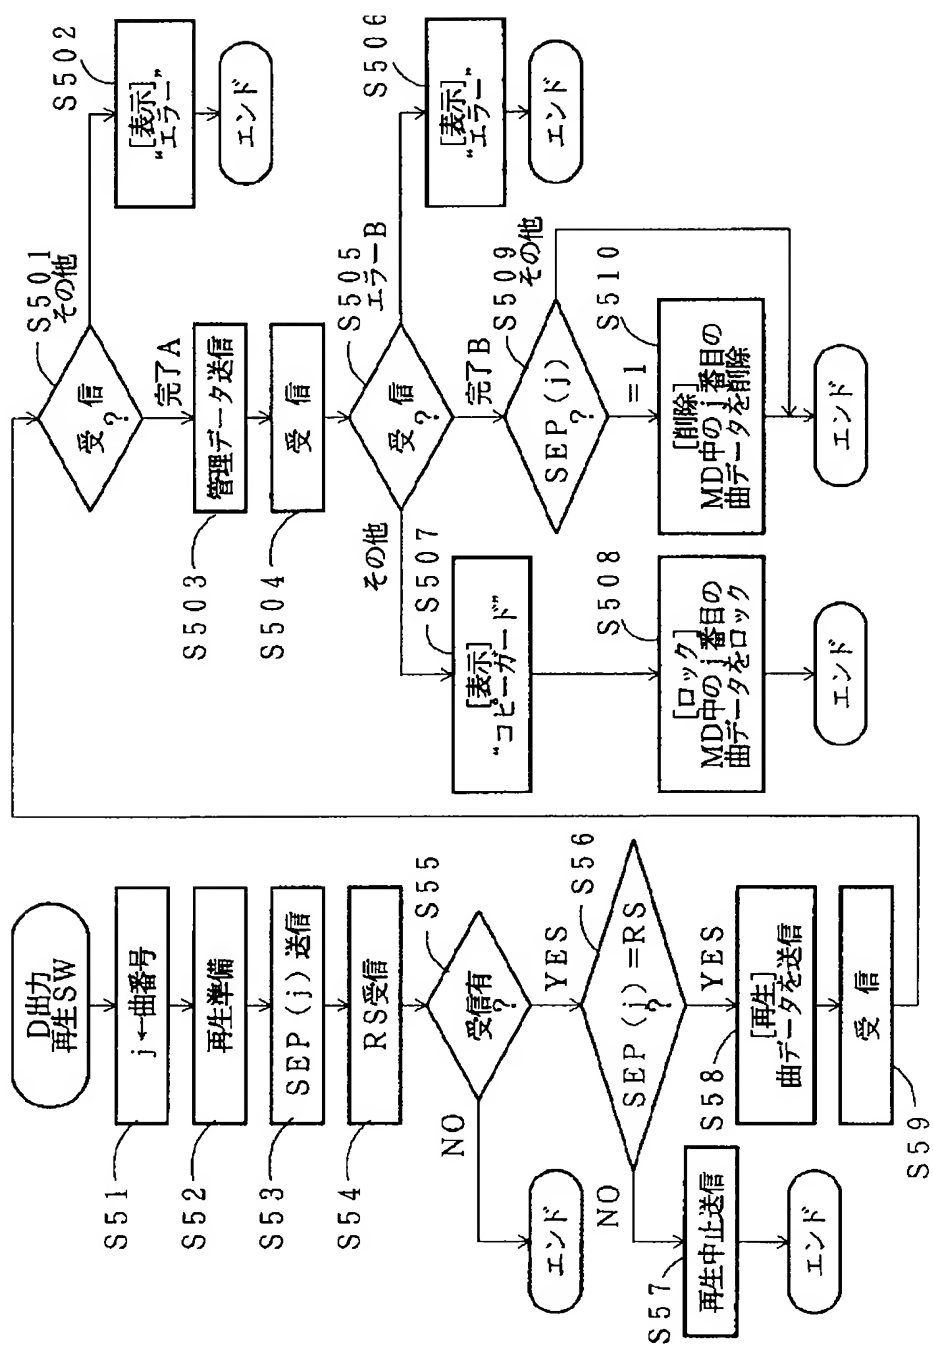 D出力
再生SW
S51
j←曲番号
S52
再生準備
S53
SEP(j)送信
S54
RS受信
S55
受信有
?
NO
エンド
YES
S56
SEP(j)=RS
?
NO
S57
再生中止送信
エンド
YES
S58
[再生]
曲データを送信
S59
受信
S501
受信
?
その他
S502
[表示]
“エラー”
エンド
完了A
S503
管理データ送信
S504
受信
S505
受信
?
エラーB
S506
[表示]
“エラー”
エンド
その他
S507
[表示]
“コピーガード”
S508
[ロック]
MD中のj番目の
曲データをロック
エンド
完了B
S509
SEP(j)
?
その他
=1
S510
[削除]
MD中のj番目の
曲データを削除
エンド